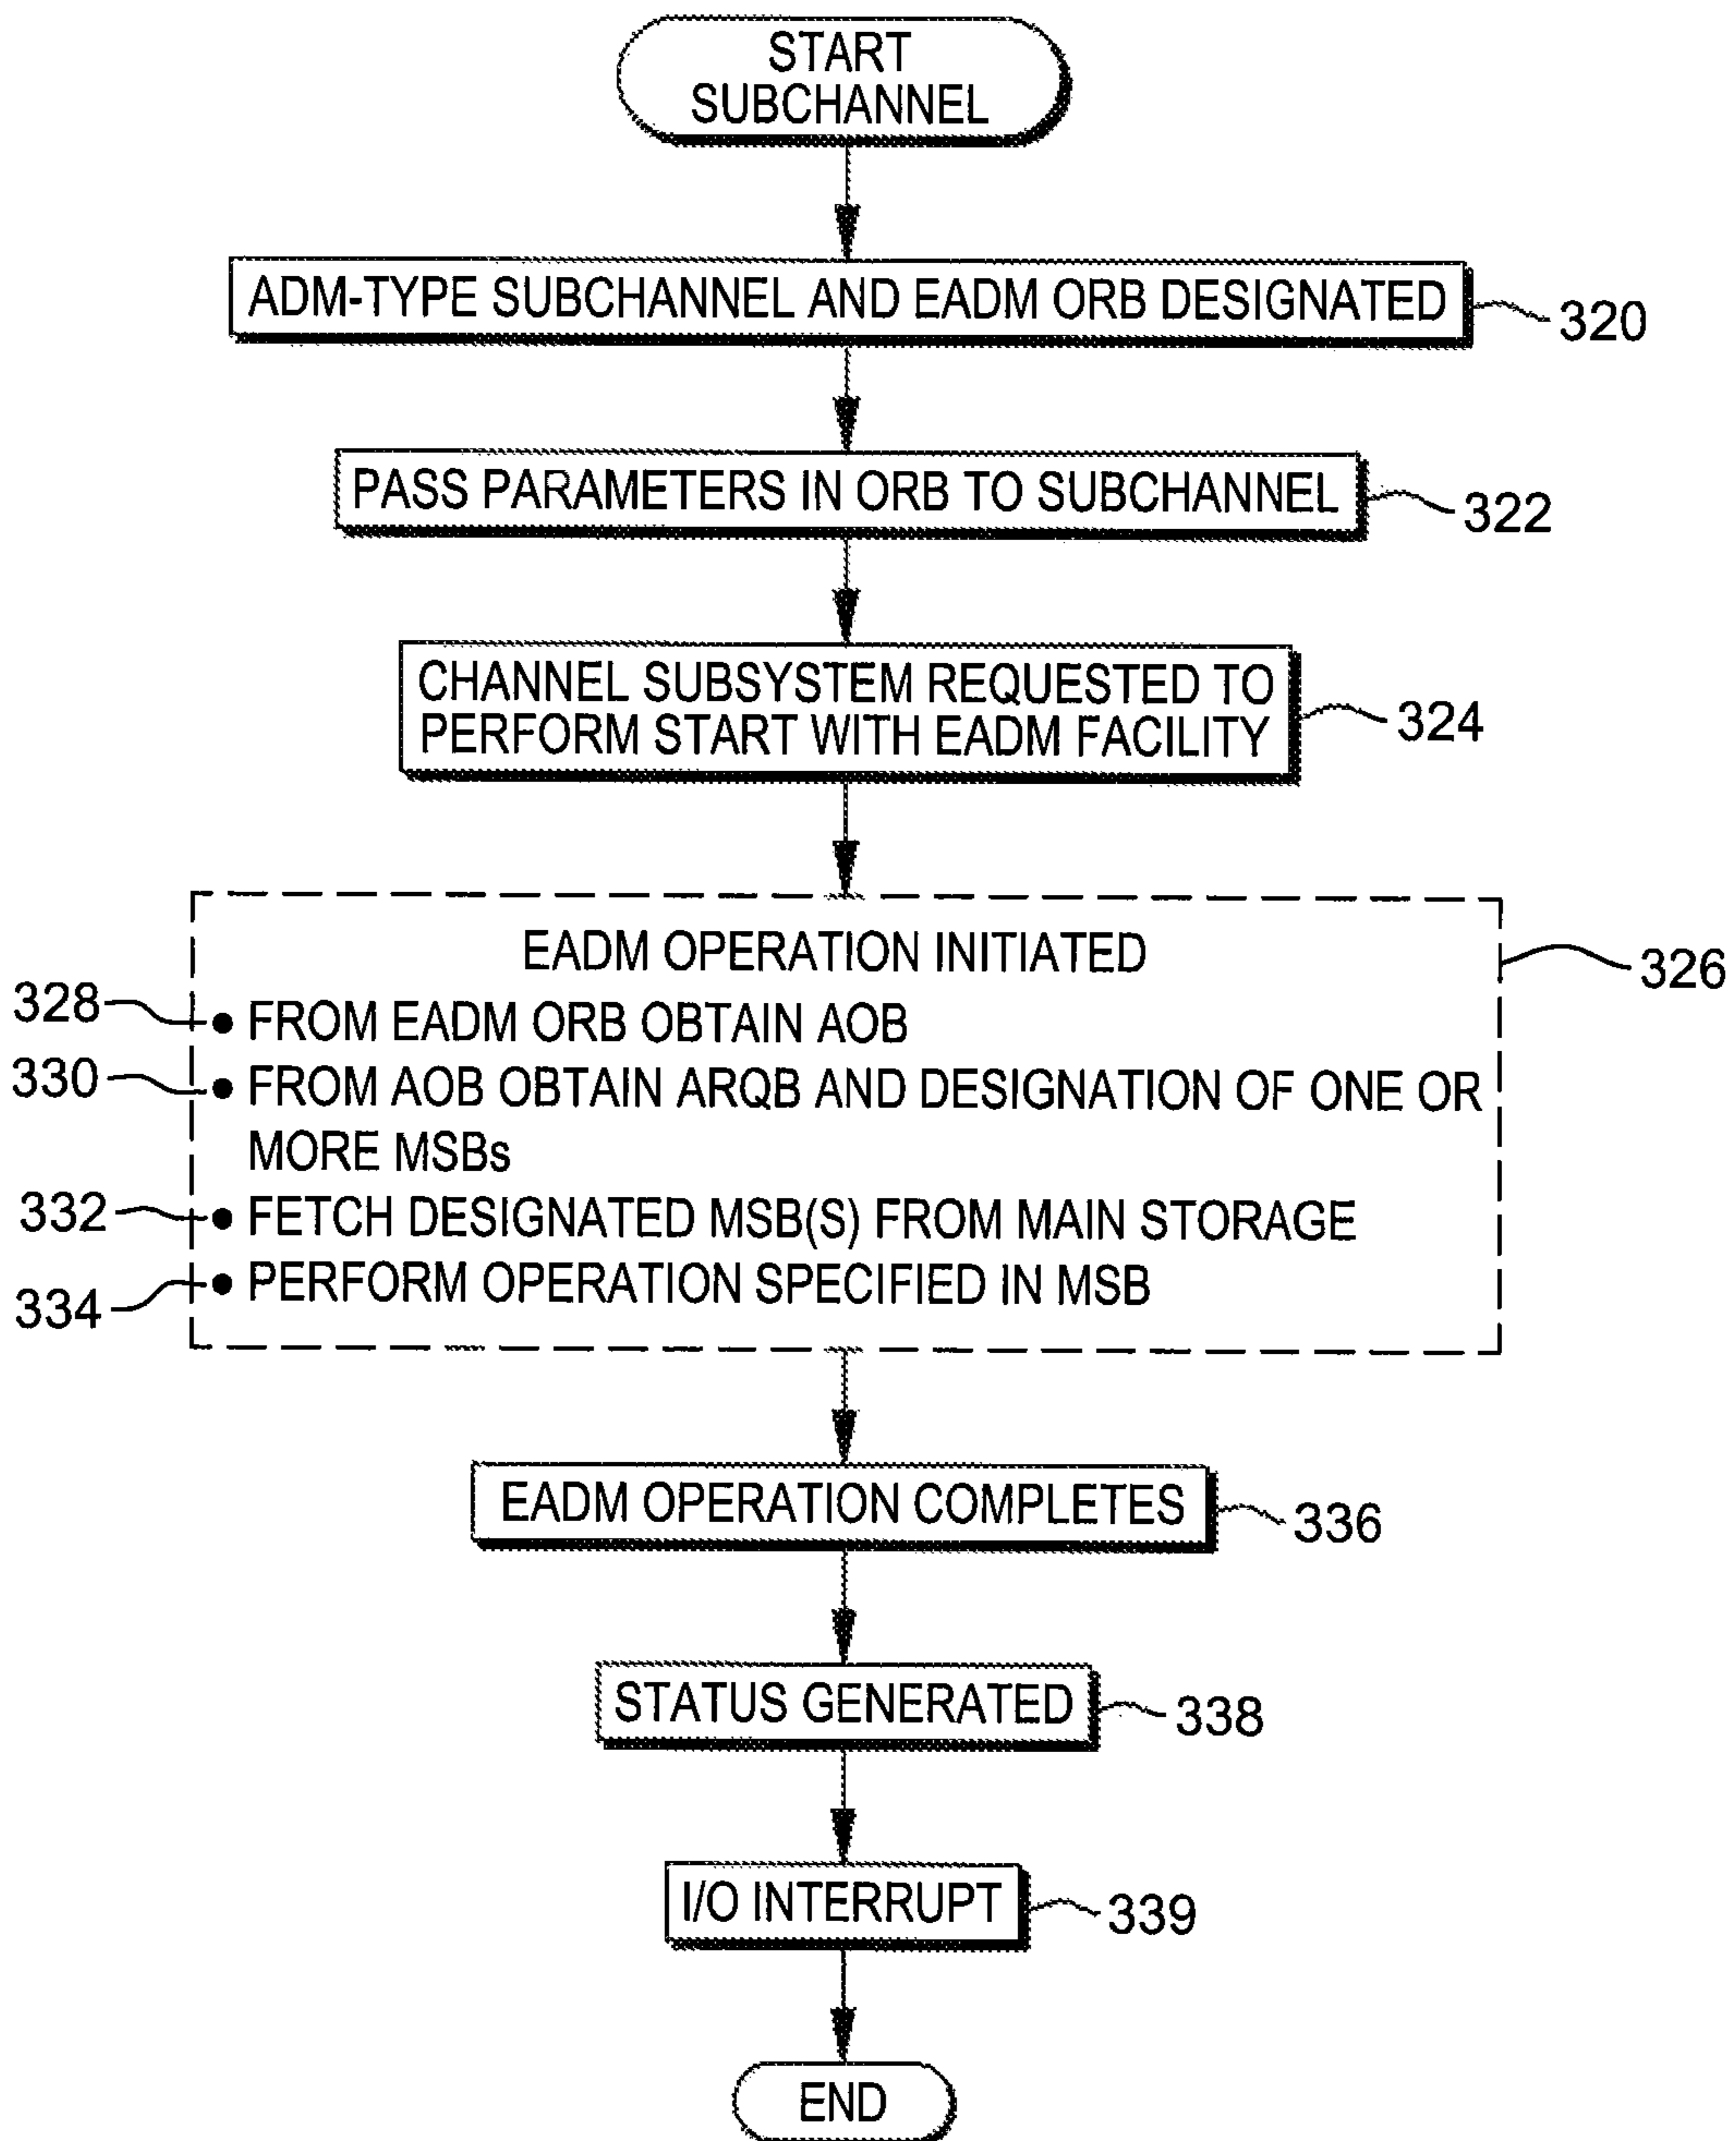 START
SUBCHANNEL
ADM-TYPE SUBCHANNEL AND EADM ORB DESIGNATED
320
PASS PARAMETERS IN ORB TO SUBCHANNEL
322
CHANNEL SUBSYSTEM REQUESTED TO
PERFORM START WITH EADM FACILITY
324
EADM OPERATION INITIATED
326
328
• FROM EADM ORB OBTAIN AOB
330
• FROM AOB OBTAIN ARQB AND DESIGNATION OF ONE OR
MORE MSBs
332
• FETCH DESIGNATED MSB(S) FROM MAIN STORAGE
334
• PERFORM OPERATION SPECIFIED IN MSB
EADM OPERATION COMPLETES
336
STATUS GENERATED
338
I/O INTERRUPT
339
END